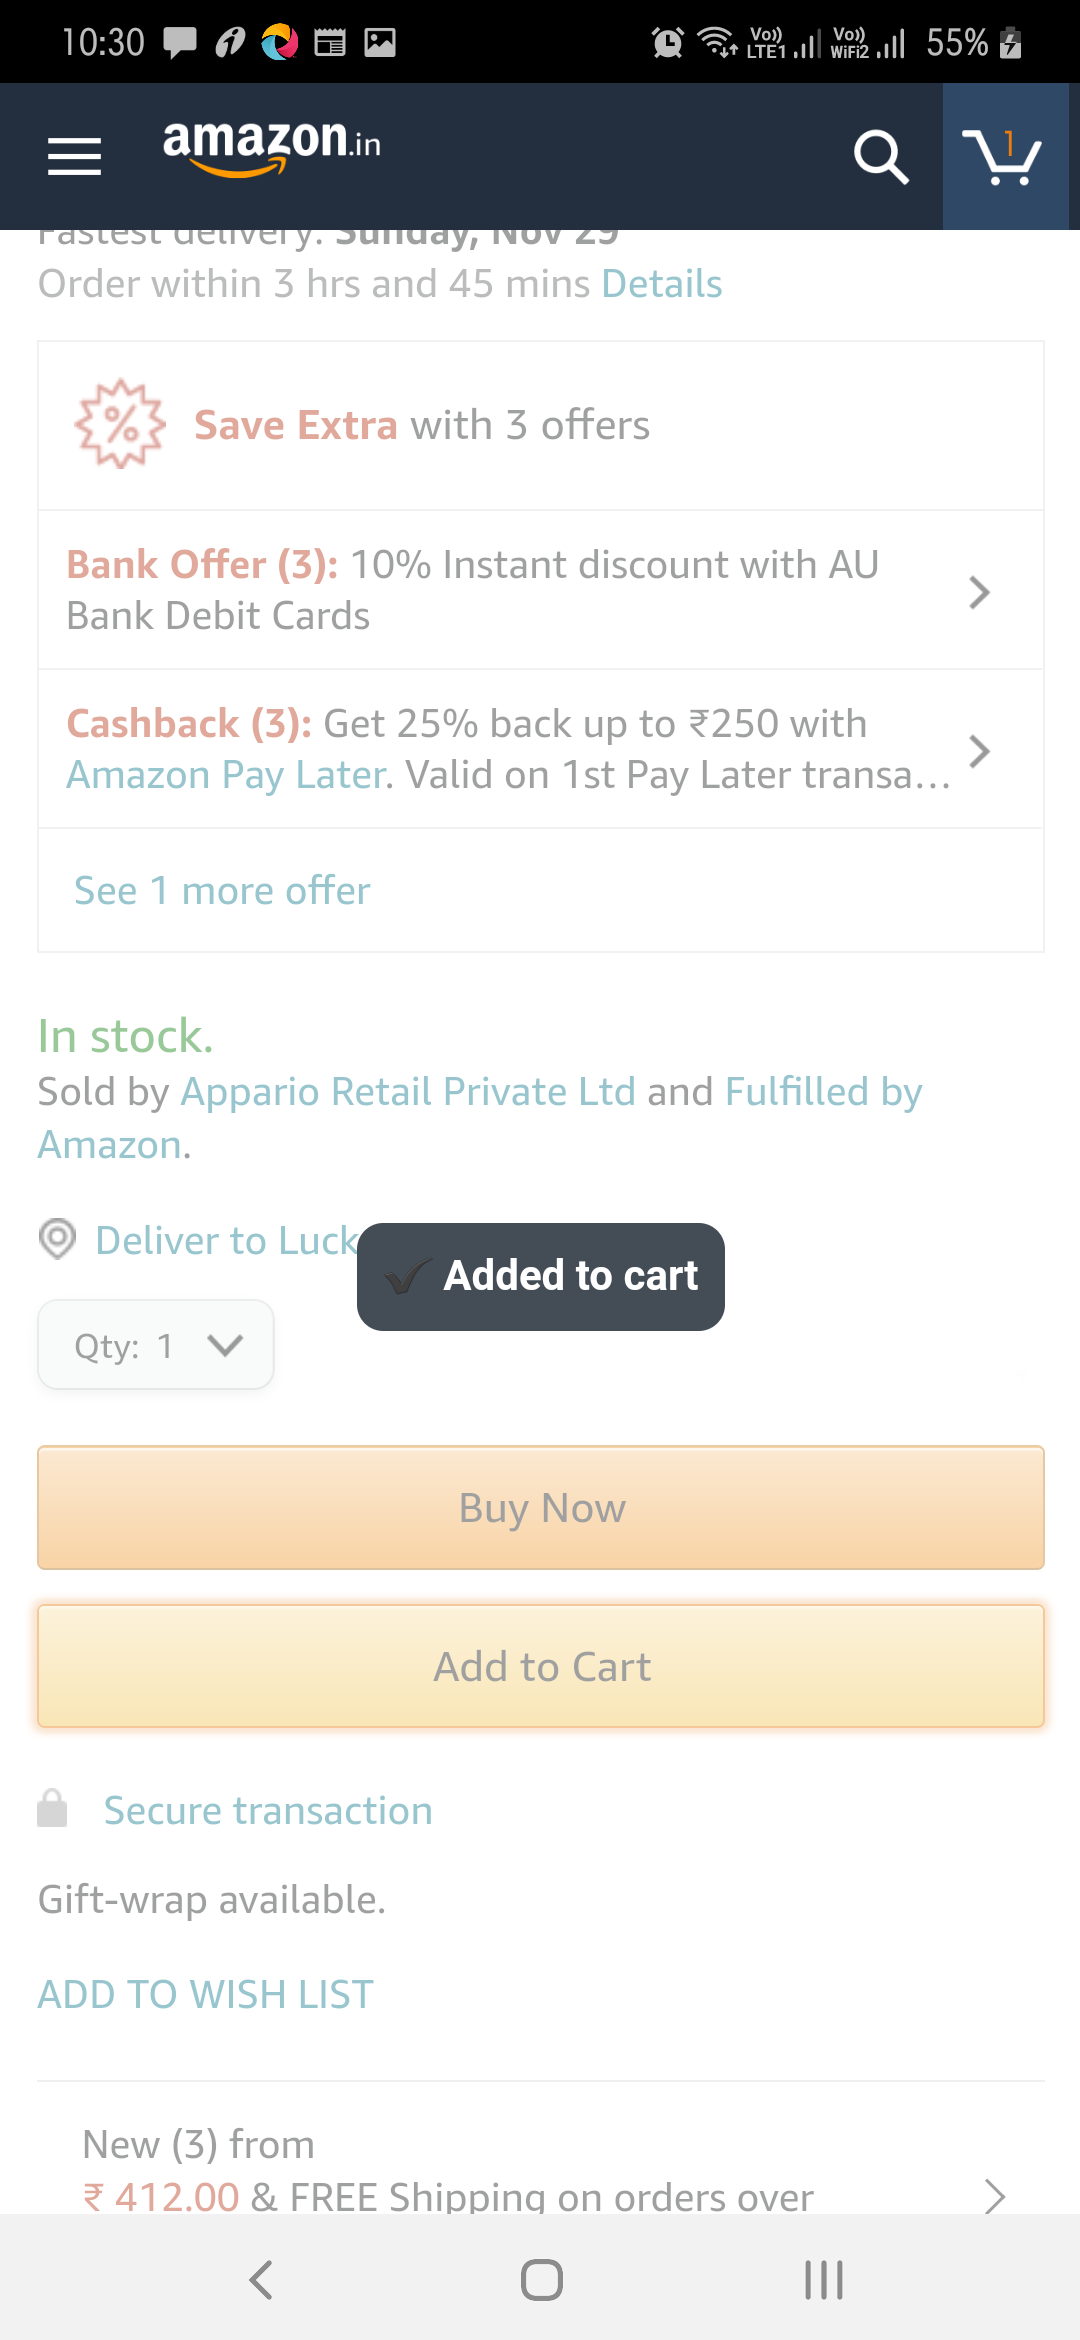 10:30
Vo)) LTE1
Vo)) WiFi2
55%
amazon.in
1
Fastest delivery: Sunday, Nov 29
Order within 3 hrs and 45 mins Details
Save Extra with 3 offers
Bank Offer (3): 10% Instant discount with AU
Bank Debit Cards
Cashback (3): Get 25% back up to ₹250 with
Amazon Pay Later. Valid on 1st Pay Later transa...
See 1 more offer
In stock.
Sold by Appario Retail Private Ltd and Fulfilled by
Amazon.
Deliver to Luck
Added to cart
Qty: 1
Buy Now
Add to Cart
Secure transaction
Gift-wrap available.
ADD TO WISH LIST
New (3) from
₹ 412.00 & FREE Shipping on orders over